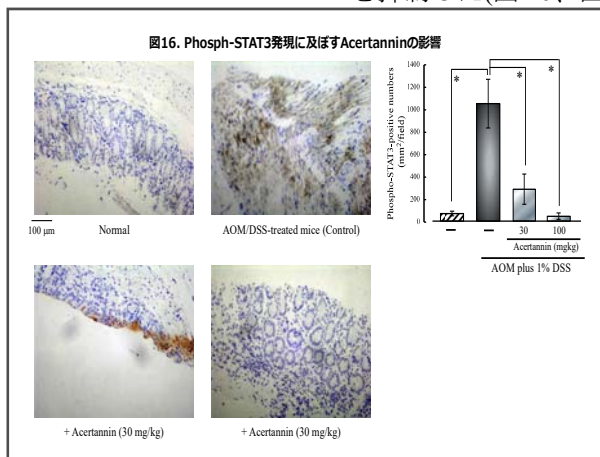 図16. Phosph-STAT3発現に及ぼすAcertanninの影響
100 μm
Normal
AOM/DSS-treated mice (Control)
+ Acertannin (30 mg/kg)
+ Acertannin (30 mg/kg)
Phospho-STAT3-positive numbers
(mm²/field)
1400
1200
1000
800
600
400
200
0
*
*
*
30
100
Acertannin (mgkg)
AOM plus 1% DSS